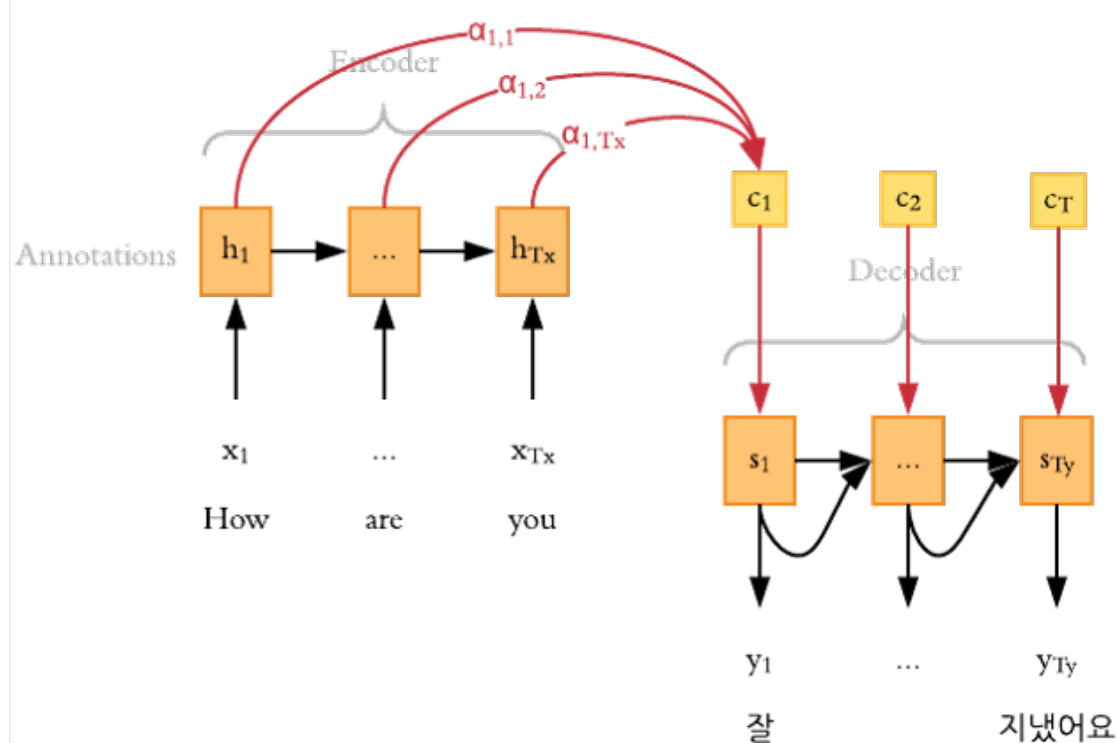 α1,1
Encoder
α1,2
α1,Tx
c1 c2 cT
Annotations h1 ... hTx
Decoder
x1 ... xTx
How are you
s1 ... sTy
y1 ... yTy
잘 지냈어요